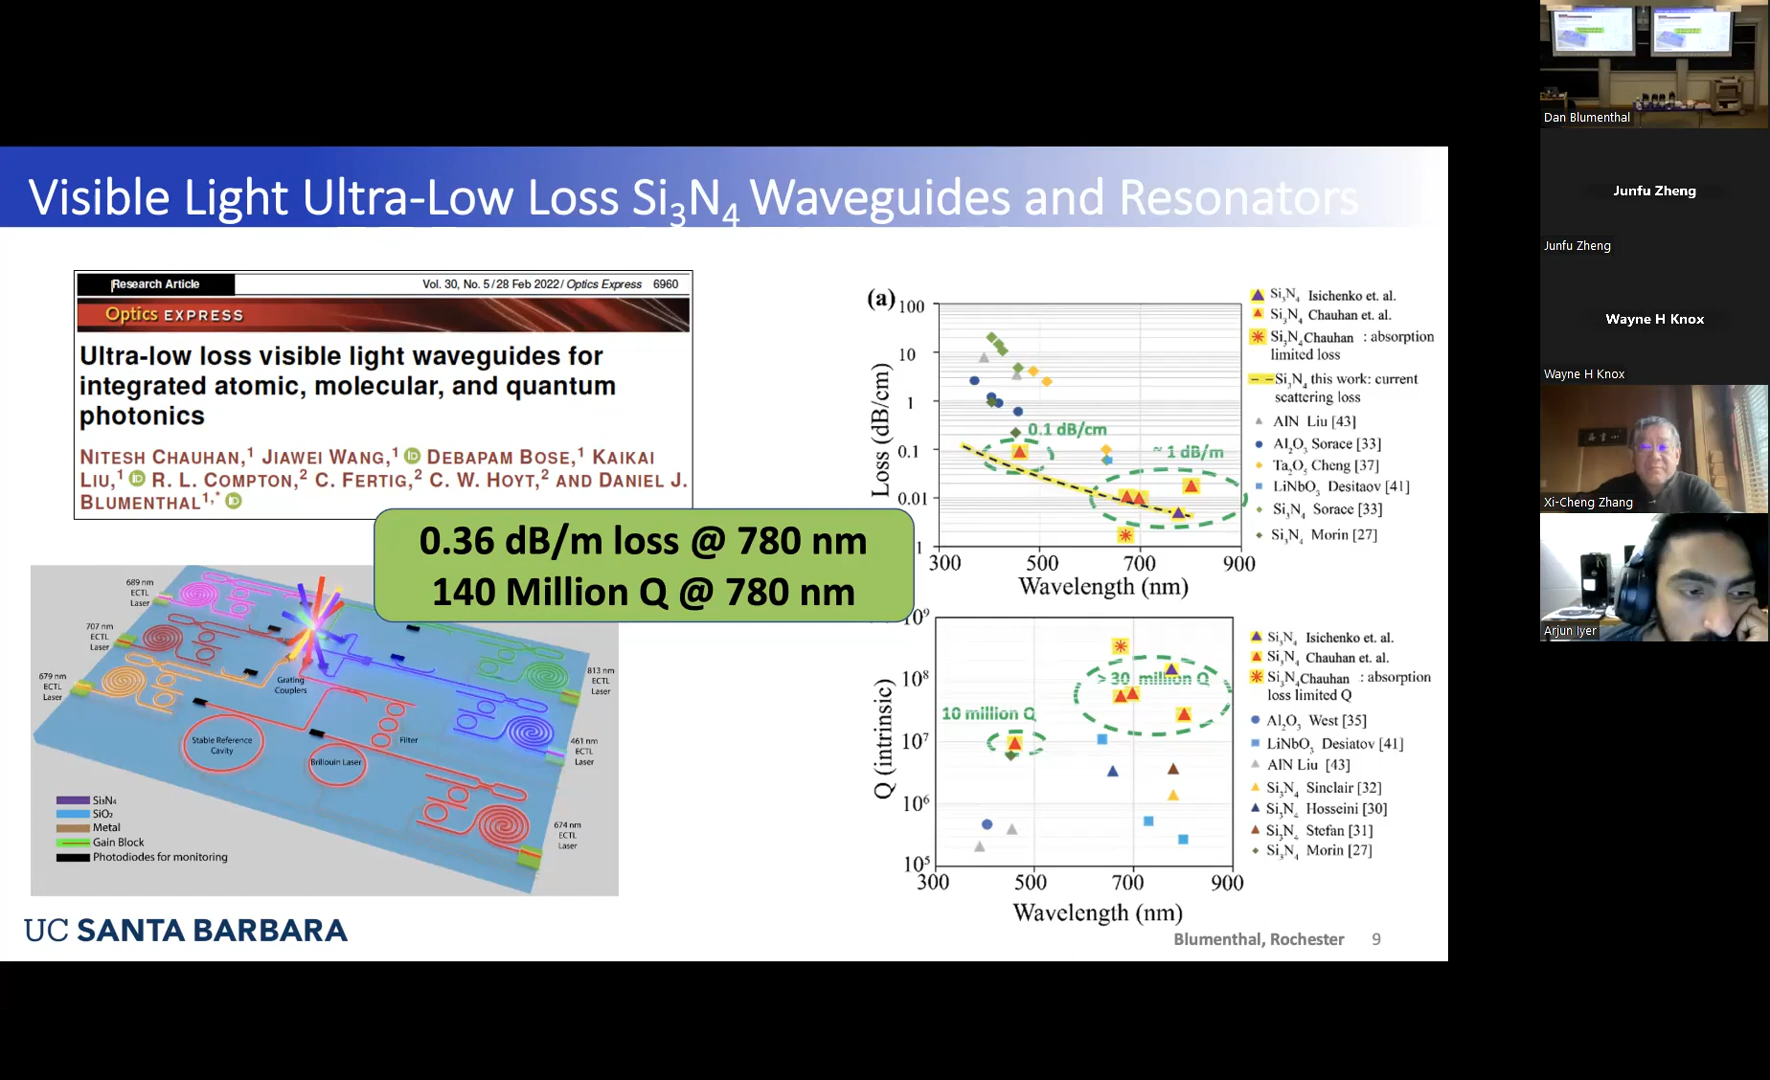 Visible Light Ultra-Low Loss Si3N4 Waveguides and Resonators
Research Article
Vol. 30, No. 5/28 Feb 2022/ Optics Express 6960
Optics EXPRESS
Ultra-low loss visible light waveguides for
integrated atomic, molecular, and quantum
photonics
NITESH CHAUHAN,1 JIAWEI WANG,1 DEBAPAM BOSE,1 KAIKAI
LIU,1 R. L. COMPTON,2 C. FERTIG,2 C. W. HOYT,2 AND DANIEL J.
BLUMENTHAL1,*
0.36 dB/m loss @ 780 nm
140 Million Q @ 780 nm
689 nm
ECTL
Laser
707 nm
ECTL
Laser
679 nm
ECTL
Laser
813 nm
ECTL
Laser
461 nm
ECTL
Laser
674 nm
ECTL
Laser
Grating
Couplers
Stable Reference
Cavity
Filter
Brillouin Laser
Si3N4
SiO2
Metal
Gain Block
Photodiodes for monitoring
(a)
Loss (dB/cm)
100
10
1
0.1
0.01
1
300
500
700
900
Wavelength (nm)
0.1 dB/cm
~ 1 dB/m
Si3N4 Isichenko et. al.
Si3N4 Chauhan et. al.
Si3N4 Chauhan : absorption
limited loss
Si3N4 this work: current
scattering loss
AlN Liu [43]
Al2O3 Sorace [33]
Ta2O5 Cheng [37]
LiNbO3 Desitaov [41]
Si3N4 Sorace [33]
Si3N4 Morin [27]
Q (intrinsic)
10⁹
10⁸
10⁷
10⁶
10⁵
300
500
700
900
Wavelength (nm)
10 million Q
> 30 million Q
Si3N4 Isichenko et. al.
Si3N4 Chauhan et. al.
Si3N4 Chauhan : absorption
loss limited Q
Al2O3 West [35]
LiNbO3 Desiatov [41]
AlN Liu [43]
Si3N4 Sinclair [32]
Si3N4 Hosseini [30]
Si3N4 Stefan [31]
Si3N4 Morin [27]
UC SANTA BARBARA
Blumenthal, Rochester 9
Dan Blumenthal
Junfu Zheng
Junfu Zheng
Wayne H Knox
Wayne H Knox
Xi-Cheng Zhang
Arjun Iyer